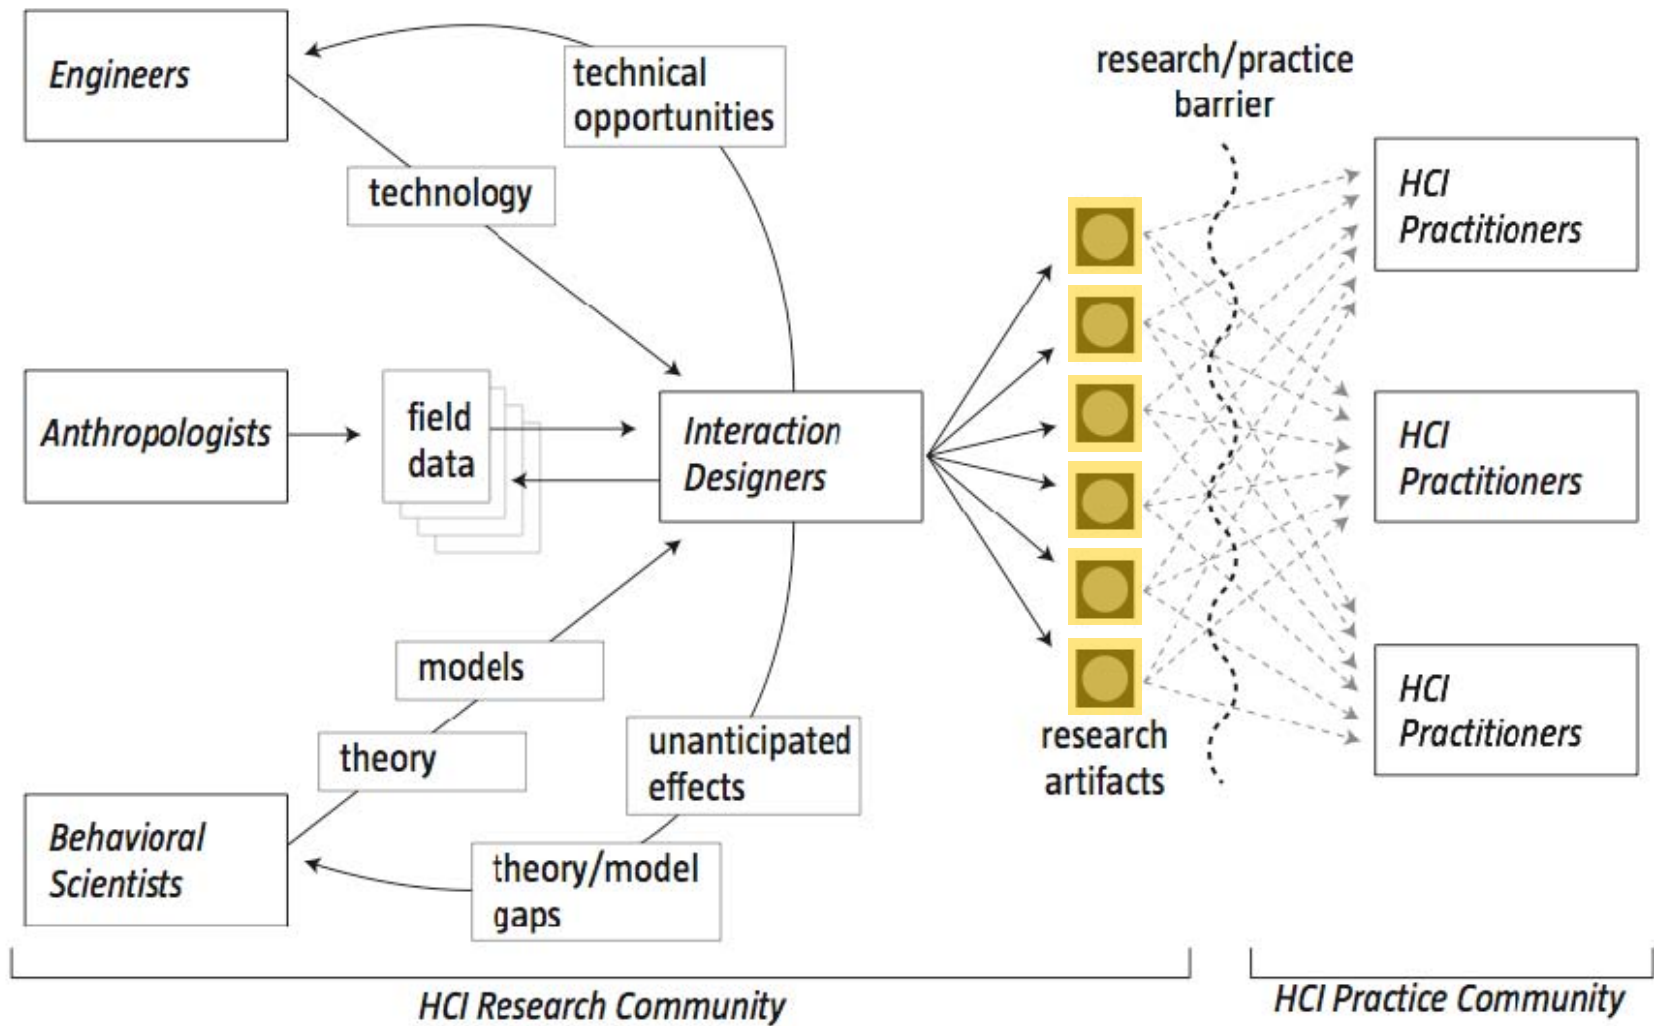 Engineers
technical
opportunities
research/practice
barrier
technology
HCI
Practitioners
Anthropologists
field
data
Interaction
Designers
HCI
Practitioners
models
theory
unanticipated
effects
research
artifacts
HCI
Practitioners
Behavioral
Scientists
theory/model
gaps
HCI Research Community
HCI Practice Community